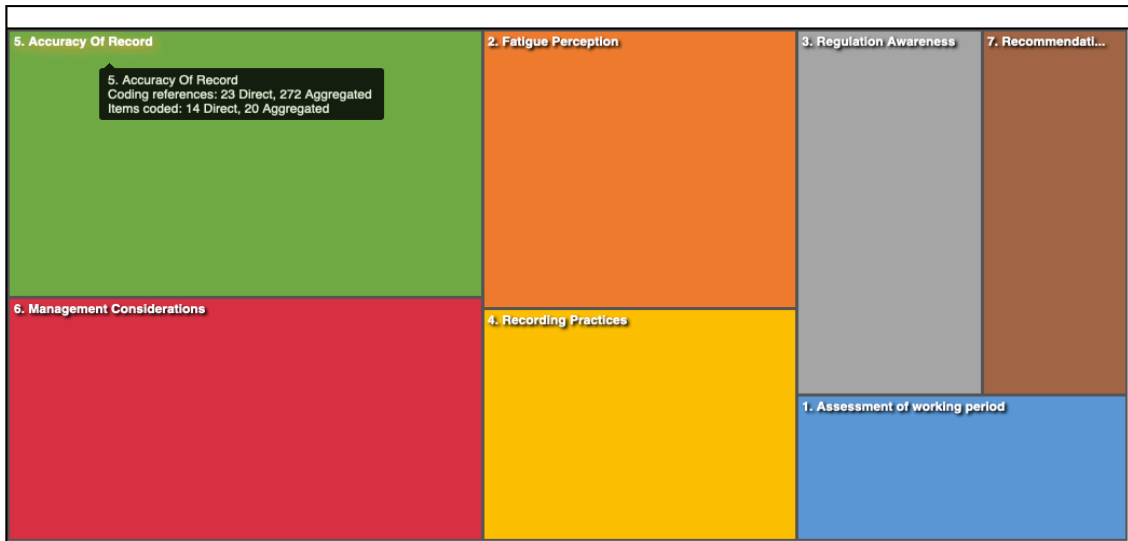 5. Accuracy Of Record
5. Accuracy Of Record
Coding references: 23 Direct, 272 Aggregated
Items coded: 14 Direct, 20 Aggregated
2. Fatigue Perception
3. Regulation Awareness
7. Recommendati...
6. Management Considerations
4. Recording Practices
1. Assessment of working period